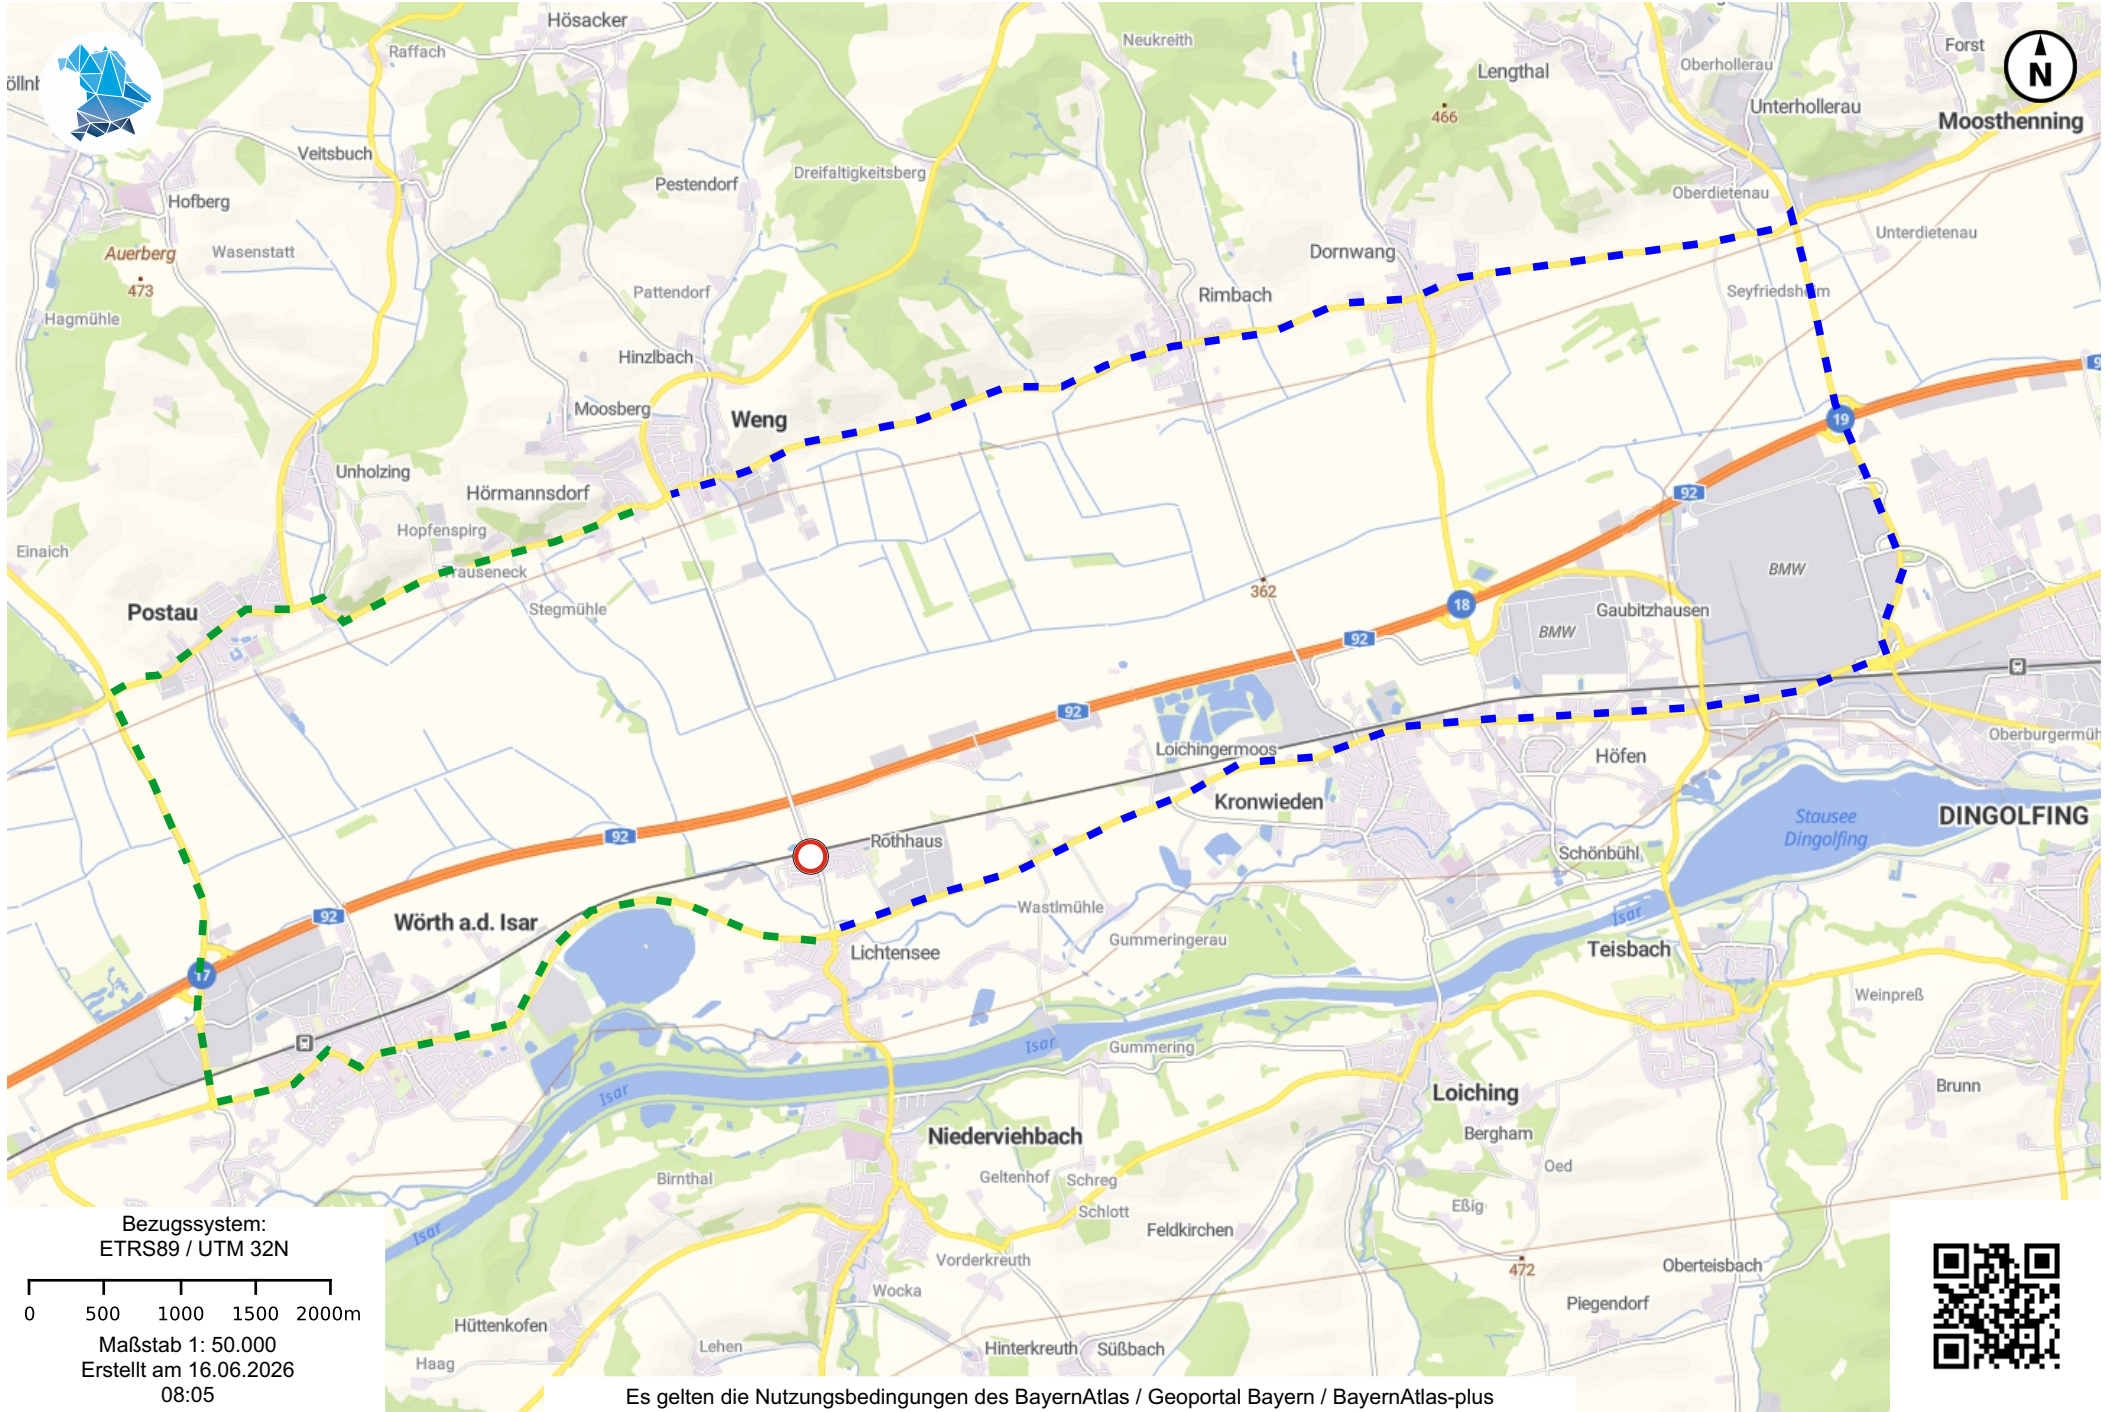 Hösacker
Raffach
Neukreith
Lengthal
Oberhollerau
Forst
N
Unterhollerau
Moosthenning
466
Veitsbuch
Pestendorf
Dreifaltigkeitsberg
Hofberg
Oberdietenau
Unterdietenau
Auerberg
473
Wasenstatt
Dornwang
Pattendorf
Rimbach
Seyfriedsheim
Hagmühle
Hinzlbach
Moosberg
Weng
19
Unholzing
Hörmannsdorf
92
Hopfenspirg
Einaich
Trauseneck
BMW
362
Stegmühle
Postau
18
Gaubitzhausen
BMW
92
92
Loichingermoos
Höfen
Oberburgermüh
Kronwieden
Stausee
Dingolfing
DINGOLFING
92
Rothhaus
Schönbühl
92
Wörth a.d. Isar
Wastlmühle
Isar
Gummeringerau
Teisbach
Lichtensee
17
Weinpreß
Isar
Gummering
Isar
Loiching
Brunn
Niederviehbach
Bergham
Birnthal
Geltenhof
Schreg
Oed
Schlott
Eßig
Feldkirchen
Isar
Vorderkreuth
472
Oberteisbach
Wocka
Piegendorf
Hüttenkofen
Lehen
Hinterkreuth
Süßbach
Haag
Bezugssystem:
ETRS89 / UTM 32N
0 500 1000 1500 2000m
Maßstab 1: 50.000
Erstellt am 16.06.2026
08:05
Es gelten die Nutzungsbedingungen des BayernAtlas / Geoportal Bayern / BayernAtlas-plus